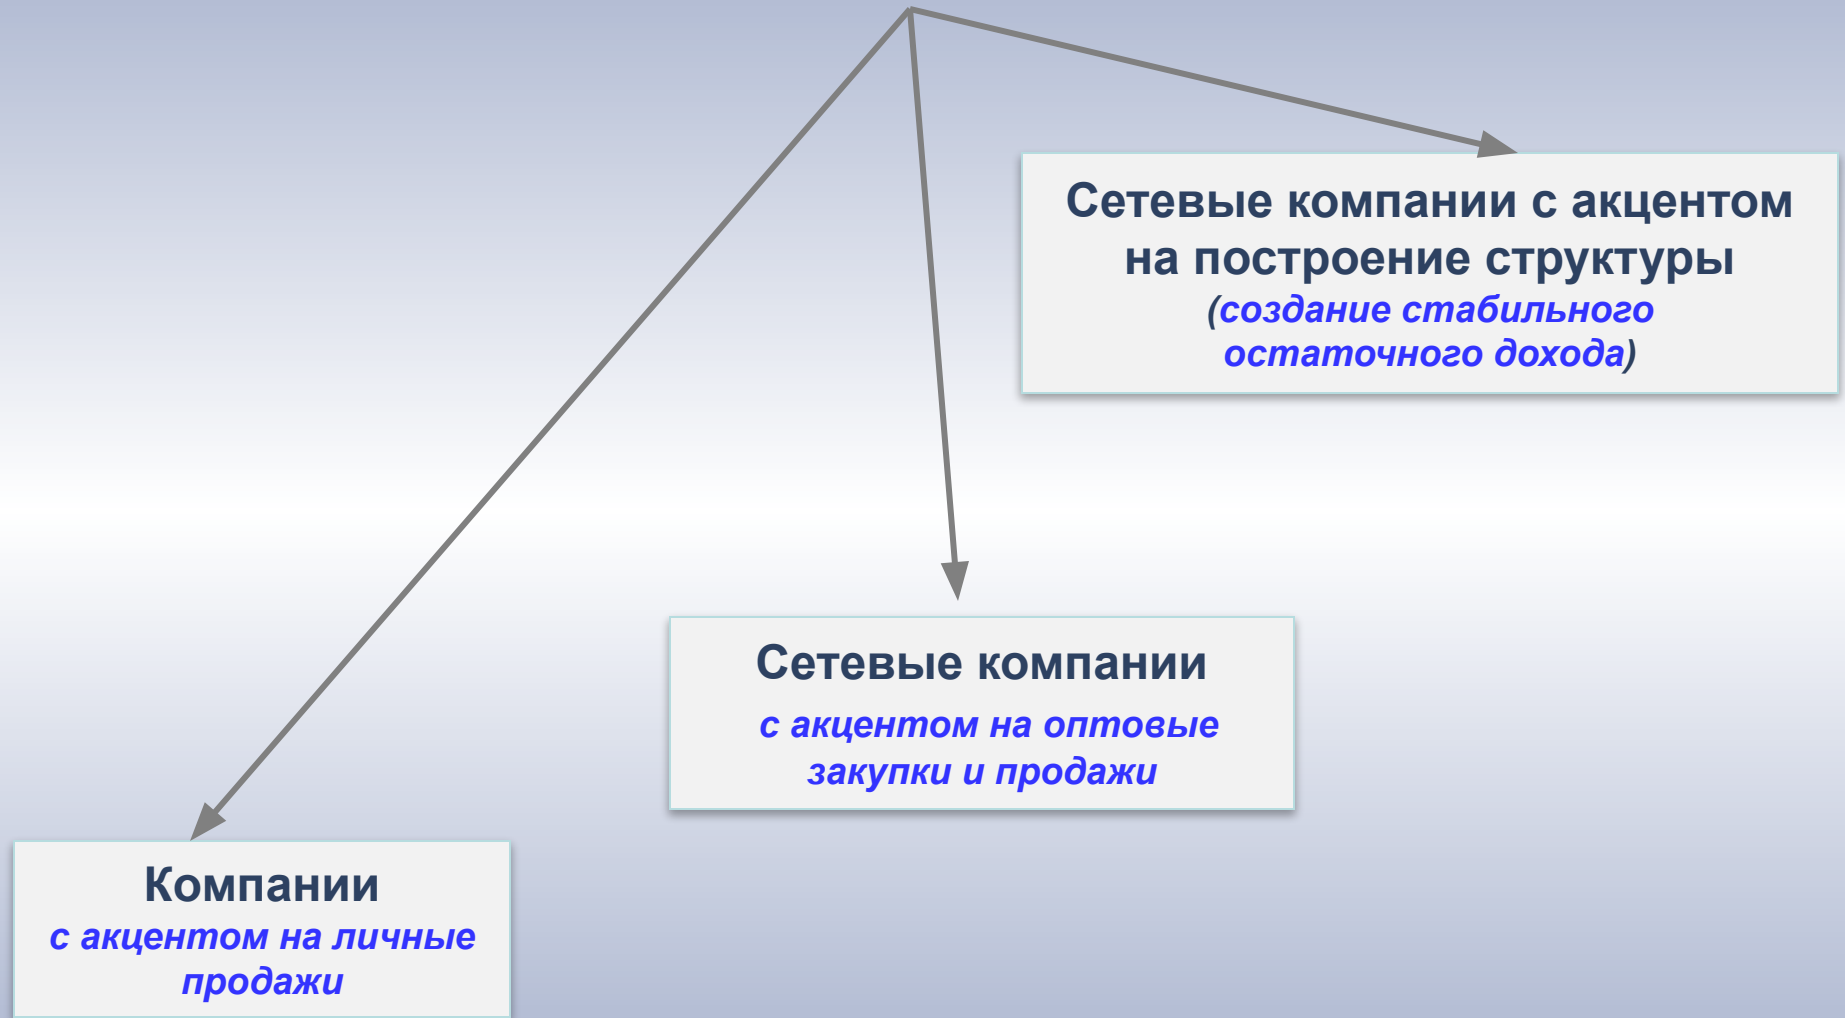 Сетевые компании с акцентом
на построение структуры
(создание стабильного
остаточного дохода)
Сетевые компании
с акцентом на оптовые
закупки и продажи
Компании
с акцентом на личные
продажи